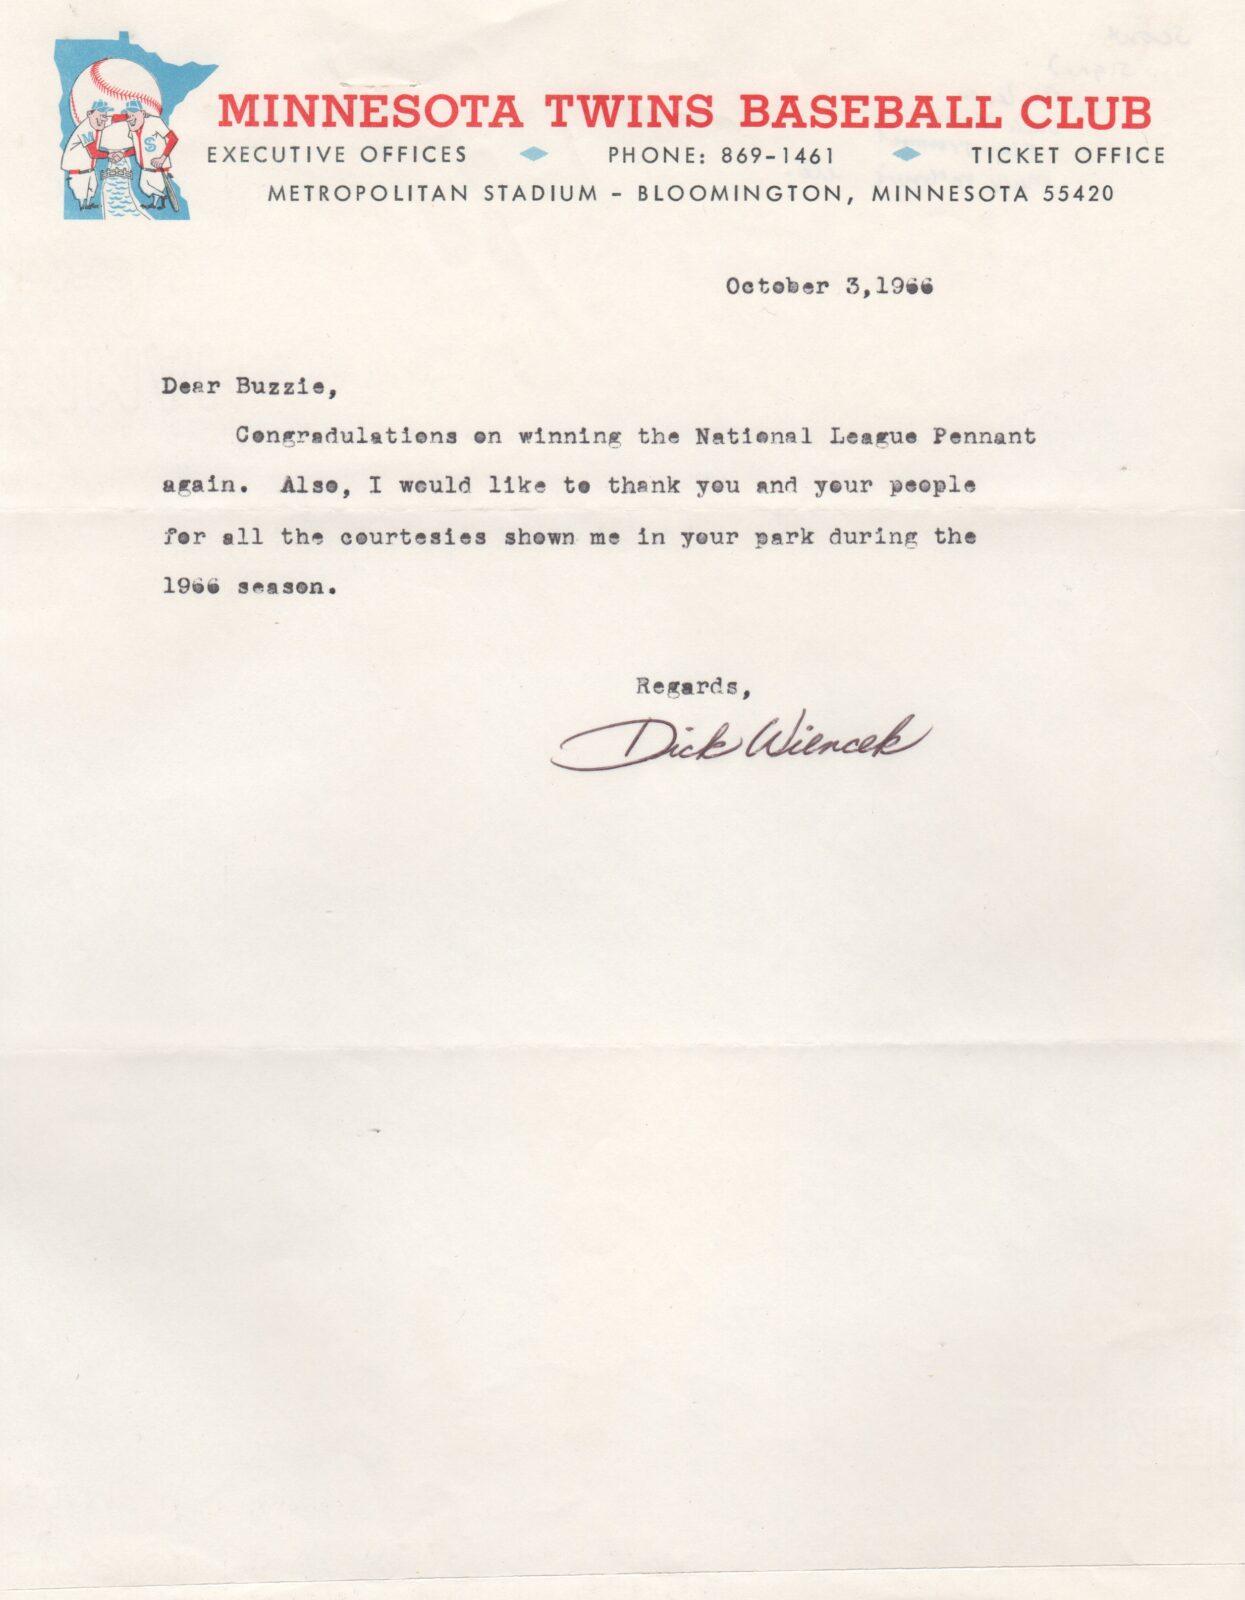 MINNESOTA TWINS BASEBALL CLUB
EXECUTIVE OFFICES PHONE: 869-1461 TICKET OFFICE
METROPOLITAN STADIUM – BLOOMINGTON, MINNESOTA 55420
October 3,1966
Dear Buzzie,
Congradulations on winning the National League Pennant
again. Also, I would like to thank you and your people
for all the courtesies shown me in your park during the
1966 season.
Regards,
Dick Wiencek